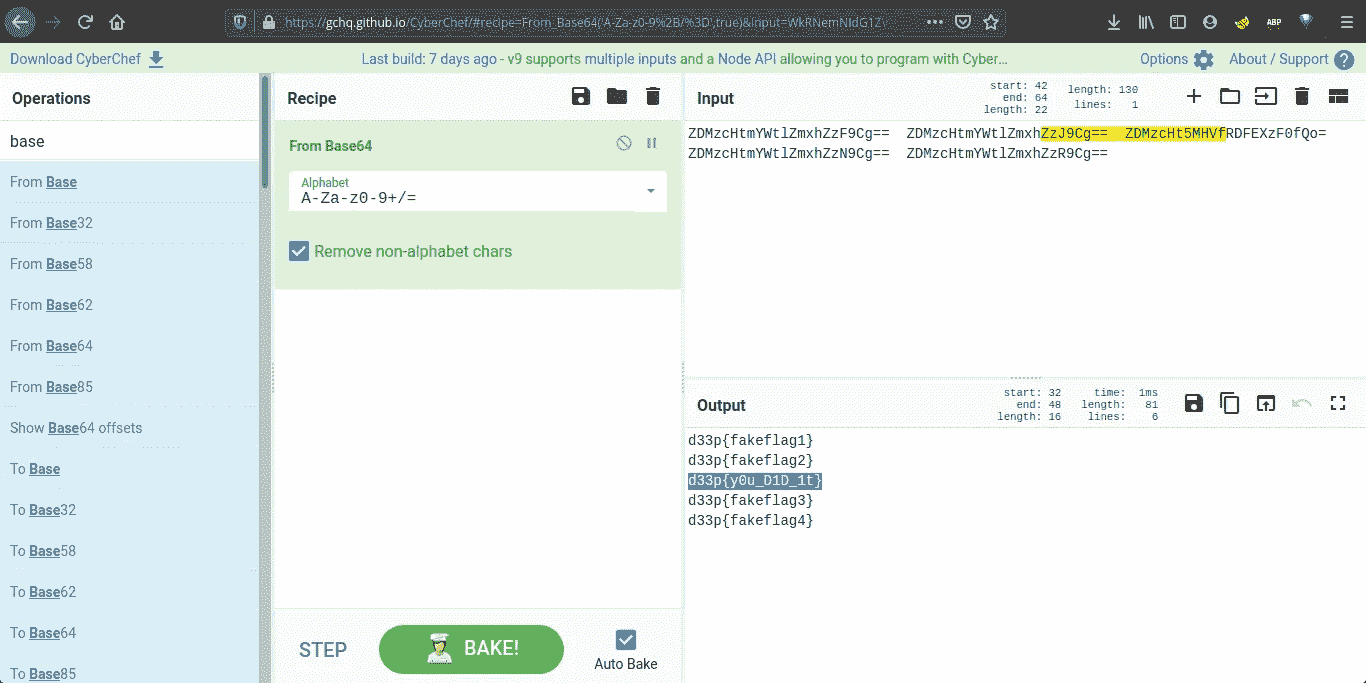 https://gchq.github.io/CyberChef/#recipe=From_Base64('A-Za-z0-9%2B/%3D',true)&input=WkRNemNIdG1ZV
ABP
Download CyberChef
Last build: 7 days ago - v9 supports multiple inputs and a Node API allowing you to program with Cyber…
Options
About / Support
Operations
base
From Base
From Base32
From Base58
From Base62
From Base64
From Base85
Show Base64 offsets
To Base
To Base32
To Base58
To Base62
To Base64
To Base85
Recipe
From Base64
Alphabet
A-Za-z0-9+/=
Remove non-alphabet chars
STEP
BAKE!
Auto Bake
Input
start: 42
end: 64
length: 22
length: 130
lines: 1
ZDMzcHtmYWtlZmxhZzF9Cg== ZDMzcHtmYWtlZmxhZzJ9Cg== ZDMzcHt5MHVfRDFEXzF0fQo=
ZDMzcHtmYWtlZmxhZzN9Cg== ZDMzcHtmYWtlZmxhZzR9Cg==
Output
start: 32
end: 48
length: 16
time: 1ms
length: 81
lines: 6
d33p{fakeflag1}
d33p{fakeflag2}
d33p{y0u_D1D_1t}
d33p{fakeflag3}
d33p{fakeflag4}